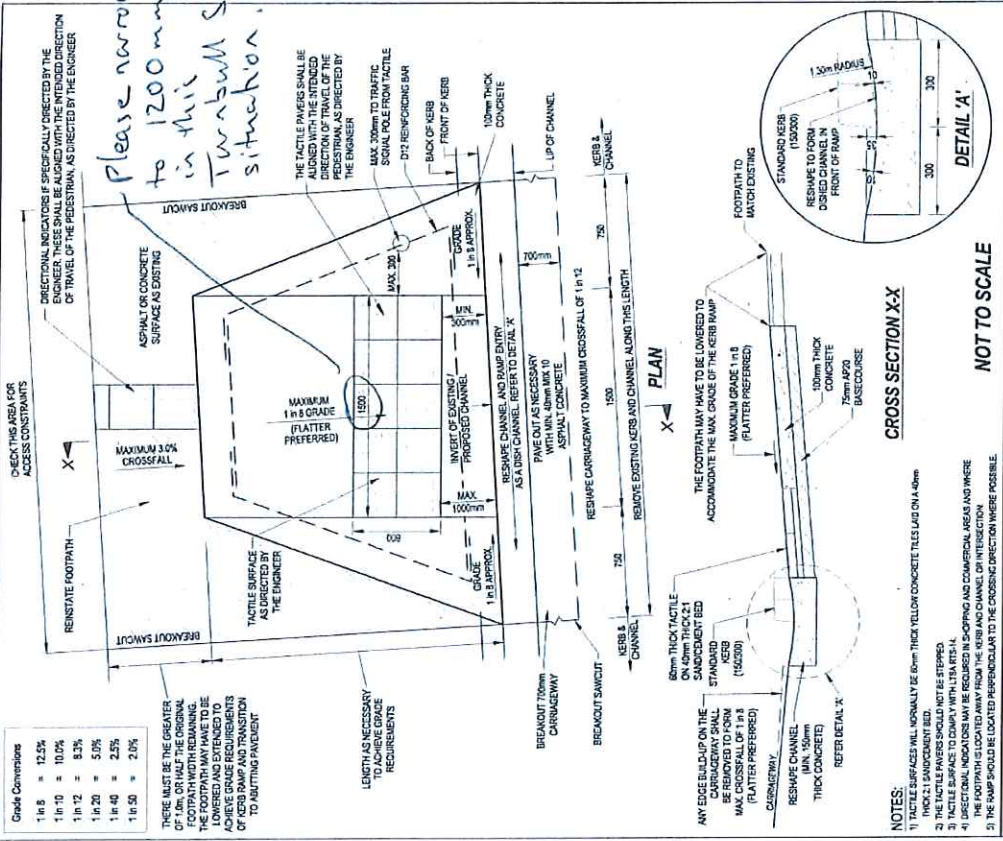 Grade Conversions
1 in 8 = 12.5%
1 in 10 = 10.0%
1 in 12 = 8.3%
1 in 20 = 5.0%
1 in 40 = 2.5%
1 in 50 = 2.0%
THERE MUST BE THE GREATER
OF 1.0m, OR HALF THE ORIGINAL
FOOTPATH WIDTH REMAINING.
THE FOOTPATH MAY HAVE TO BE
LOWERED AND EXTENDED TO
ACHIEVE GRADE REQUIREMENTS
OF KERB RAMP AND TRANSITION
TO ABUTTING PAVEMENT
LENGTH AS NECESSARY
TO ACHIEVE GRADE
REQUIREMENTS
CHECK THIS AREA FOR
ACCESS CONSTRAINTS
REINSTATE FOOTPATH
X
MAXIMUM 3.0%
CROSSFALL
DIRECTIONAL INDICATORS IF SPECIFICALLY DIRECTED BY THE
ENGINEER, THESE SHALL BE ALIGNED WITH THE INTENDED DIRECTION
OF TRAVEL OF THE PEDESTRIAN, AS DIRECTED BY THE ENGINEER
ASPHALT OR CONCRETE
SURFACE AS EXISTING
Please narrow
to 1200mm
in this
Turnbull S
situation.
BREAKOUT SAWCUT
BREAKOUT SAWCUT
TACTILE SURFACE
AS DIRECTED BY
THE ENGINEER
MAXIMUM
1 in 8 GRADE
(FLATTER
PREFERRED)
1500
600
THE TACTILE PAVERS SHALL BE
ALIGNED WITH THE INTENDED
DIRECTION OF TRAVEL OF THE
PEDESTRIAN, AS DIRECTED BY
THE ENGINEER
MAX. 300mm TO TRAFFIC
SIGNAL POLE FROM TACTILE
D12 REINFORCING BAR
BACK OF KERB
FRONT OF KERB
100mm THICK
CONCRETE
MAX. 300
MIN.
300mm
MAX.
1000mm
GRADE
1 in 8 APPROX.
GRADE
1 in 8 APPROX.
INVERT OF EXISTING /
PROPOSED CHANNEL
RESHAPE CHANNEL AND RAMP ENTRY
AS A DISH CHANNEL. REFER TO DETAIL 'A'
LIP OF CHANNEL
700mm
PAVE OUT AS NECESSARY
WITH MIN. 40mm MIX 10
ASPHALT CONCRETE
RESHAPE CARRIAGEWAY TO MAXIMUM CROSSFALL OF 1 in 12
KERB &
CHANNEL
750
1500
750
KERB &
CHANNEL
REMOVE EXISTING KERB AND CHANNEL ALONG THIS LENGTH
BREAKOUT 700mm
CARRIAGEWAY
BREAKOUT SAWCUT
X
PLAN
ANY EDGE BUILD-UP ON THE
CARRIAGEWAY SHALL
BE REMOVED TO FORM
MAX. CROSSFALL OF 1 in 8
(FLATTER PREFERRED)
CARRIAGEWAY
60mm THICK TACTILE
ON 40mm THICK 2:1
SAND/CEMENT BED
STANDARD
KERB
(150/300)
RESHAPE CHANNEL
(MIN. 150mm
THICK CONCRETE)
REFER DETAIL 'A'
THE FOOTPATH MAY HAVE TO BE LOWERED TO
ACCOMMODATE THE MAX. GRADE OF THE KERB RAMP
MAXIMUM GRADE 1 in 8
(FLATTER PREFERRED)
FOOTPATH TO
MATCH EXISTING
100mm THICK
CONCRETE
75mm AP20
BASECOURSE
CROSS SECTION X-X
1.30m RADIUS
STANDARD KERB
(150/300)
RESHAPE TO FORM
DISHED CHANNEL IN
FRONT OF RAMP
10
300
300
DETAIL 'A'
NOT TO SCALE
NOTES:
1) TACTILE SURFACES WILL NORMALLY BE 60mm THICK YELLOW CONCRETE TILES LAID ON A 40mm
THICK 2:1 SAND/CEMENT BED.
2) THE TACTILE PAVERS SHOULD NOT BE STEPPED.
3) TACTILE SURFACE TO COMPLY WITH LTSA RTS-14.
4) DIRECTIONAL INDICATORS MAY BE REQUIRED IN SHOPPING AND COMMERCIAL AREAS AND WHERE
THE FOOTPATH IS LOCATED AWAY FROM THE KERB AND CHANNEL OR INTERSECTION.
5) THE RAMP SHOULD BE LOCATED PERPENDICULAR TO THE CROSSING DIRECTION WHERE POSSIBLE.